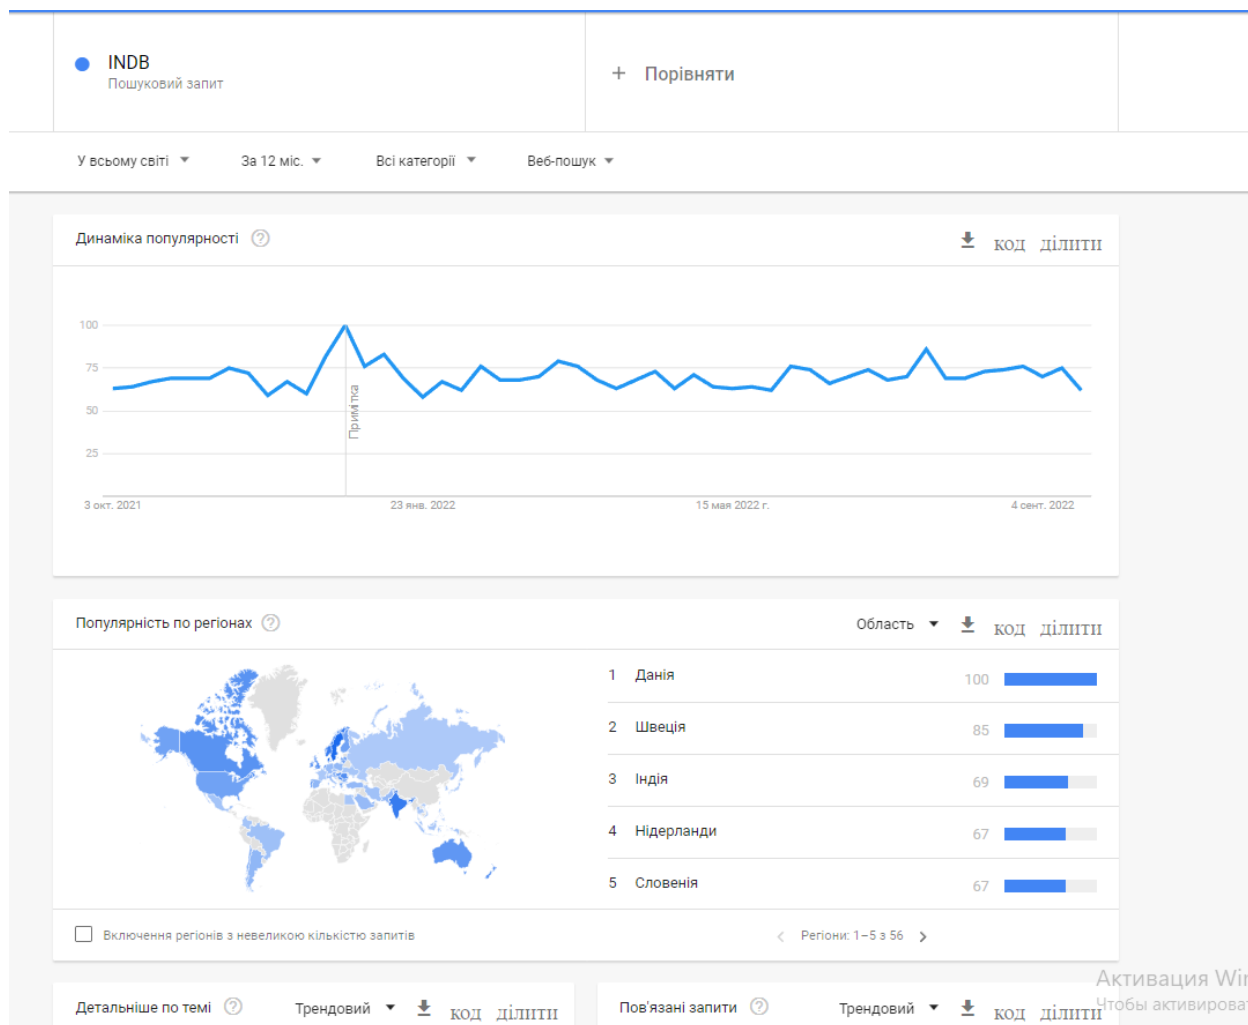 INDB
Пошуковий запит
+ Порівняти
У всьому світі
За 12 міс.
Всі категорії
Веб-пошук
Динаміка популярності ?
код ділити
100
75
50
25
Примітка
3 окт. 2021
23 янв. 2022
15 мая 2022 г.
4 сент. 2022
Популярність по регіонах ?
Область
код ділити
1 Данія 100
2 Швеція 85
3 Індія 69
4 Нідерланди 67
5 Словенія 67
Включення регіонів з невеликою кількістю запитів
Регіони: 1–5 з 56
Детальніше по темі ?
Трендовий
код ділити
Пов'язані запити ?
Трендовий
код ділити
Активация Win
Чтобы активироват